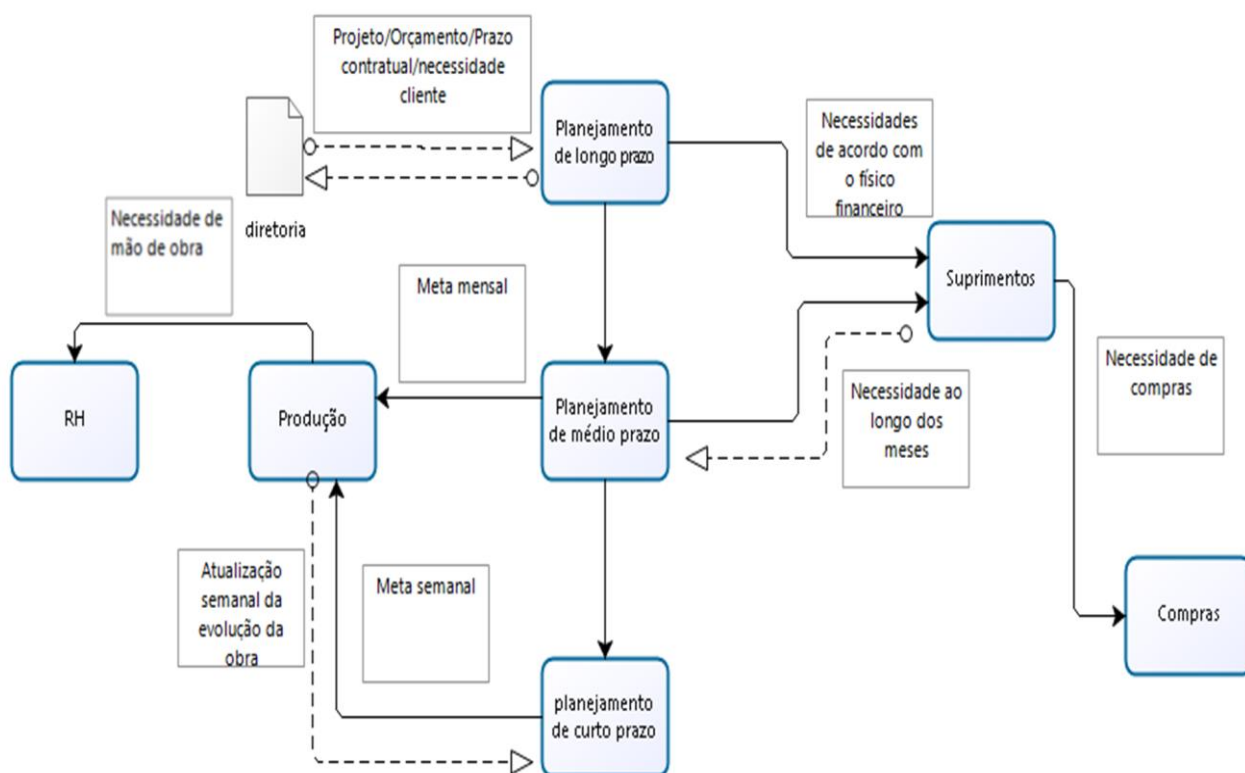 Projeto/Orçamento/Prazo
contratual/necessidade
cliente
Planejamento
de longo prazo
Necessidades
de acordo com
o físico
financeiro
diretoria
Necessidade de
mão de obra
Meta mensal
Suprimentos
RH
Produção
Planejamento
de médio prazo
Necessidade ao
longo dos
meses
Necessidade de
compras
Atualização
semanal da
evolução da
obra
Meta semanal
planejamento
de curto prazo
Compras